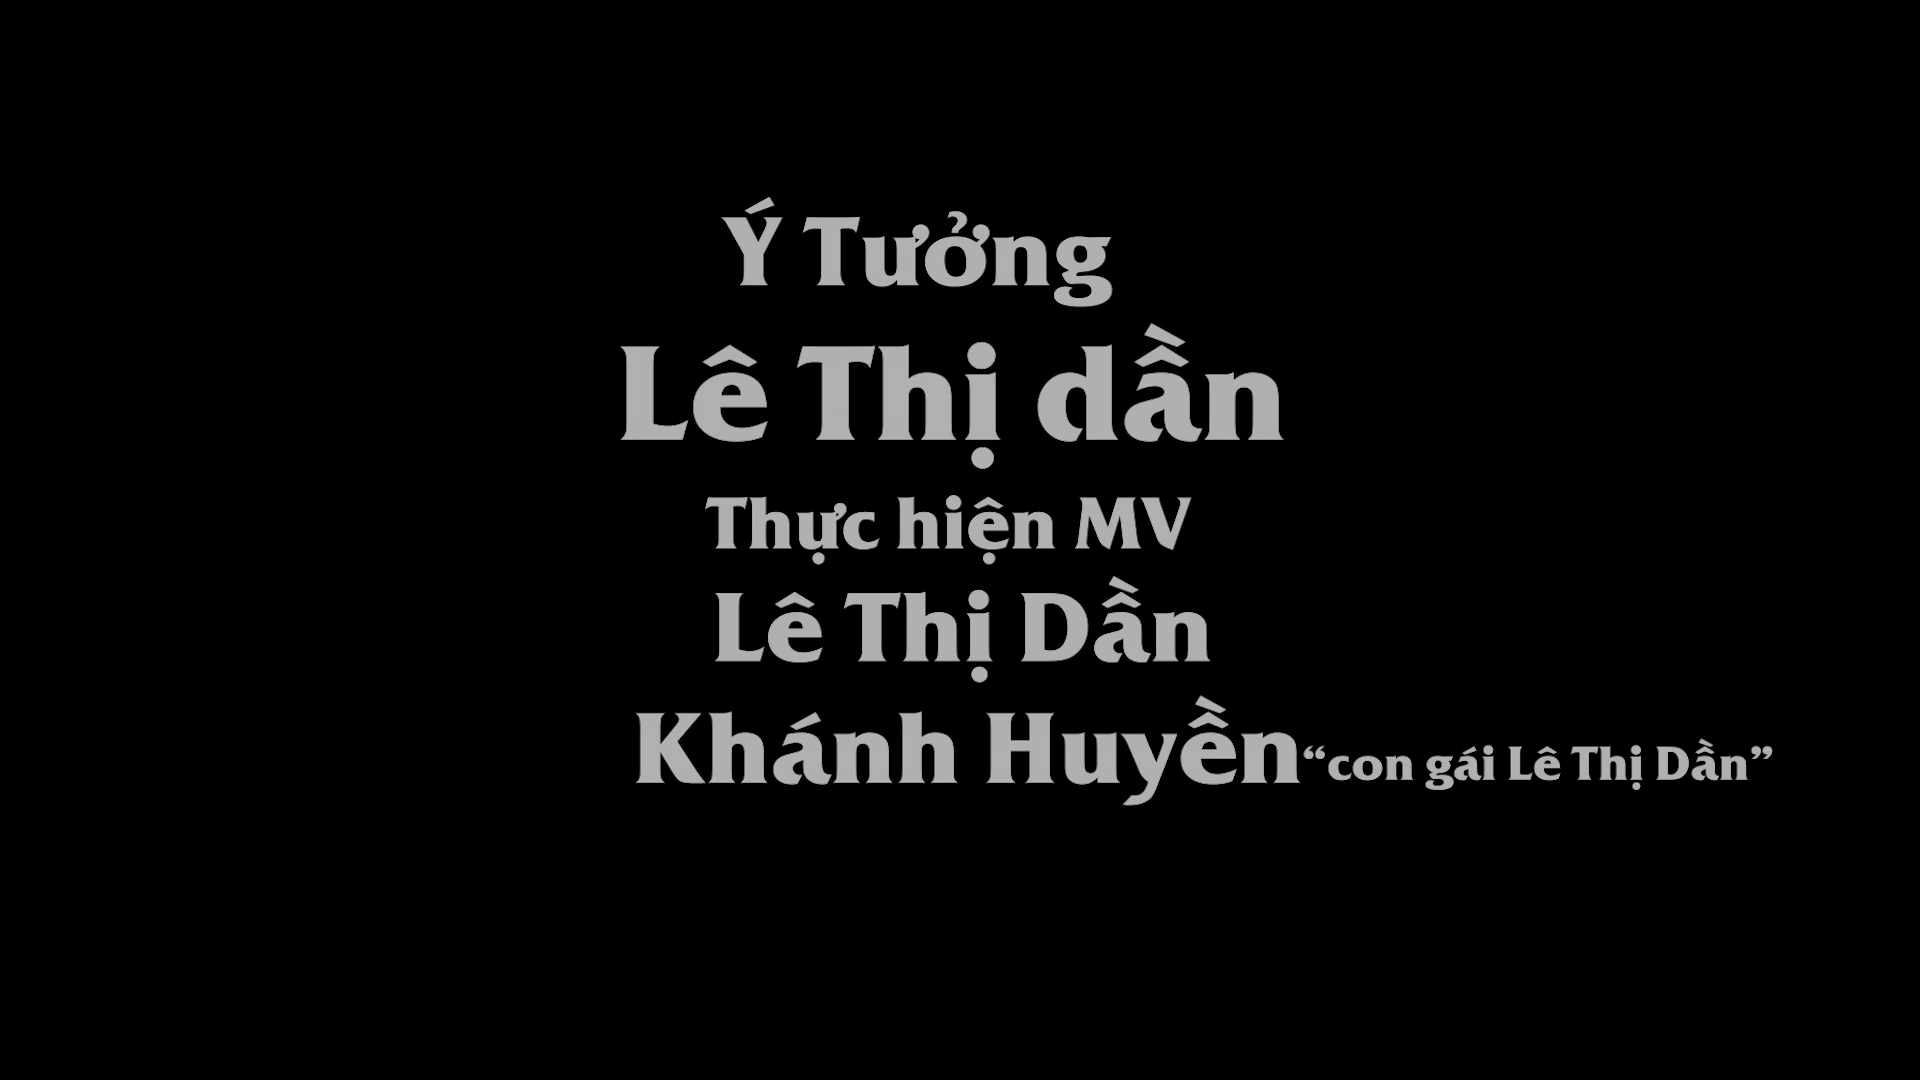 Ý Tưởng
Lê Thị dần
Thực hiện MV
Lê Thị Dần
Khánh Huyền“con gái Lê Thị Dần”